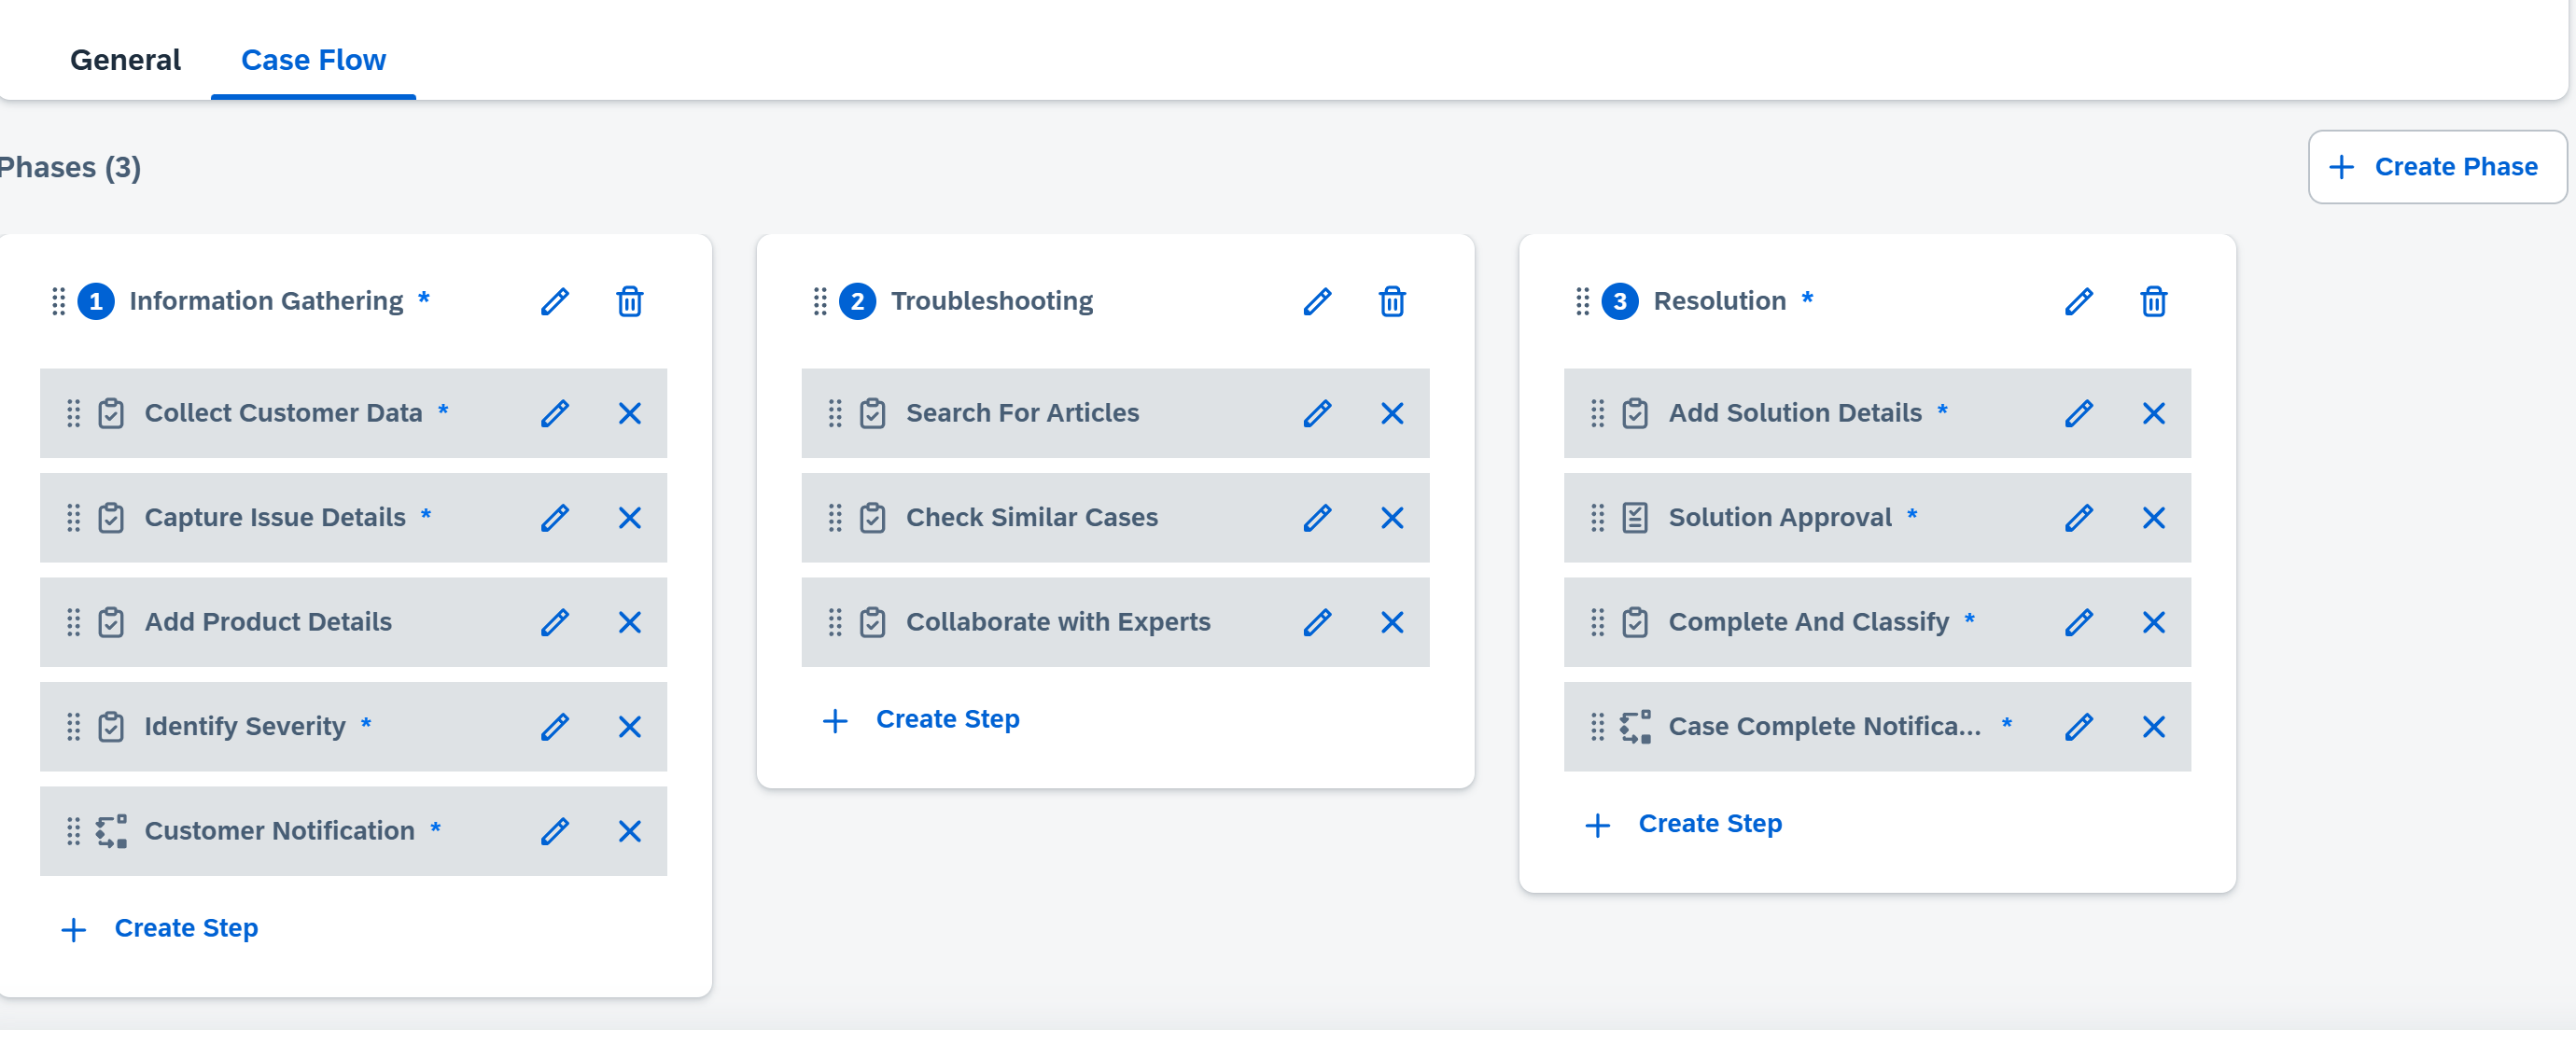 General
Case Flow
Phases (3)
Create Phase
1 Information Gathering *
Collect Customer Data *
Capture Issue Details *
Add Product Details
Identify Severity *
Customer Notification *
Create Step
2 Troubleshooting
Search For Articles
Check Similar Cases
Collaborate with Experts
Create Step
3 Resolution *
Add Solution Details *
Solution Approval *
Complete And Classify *
Case Complete Notifica... *
Create Step